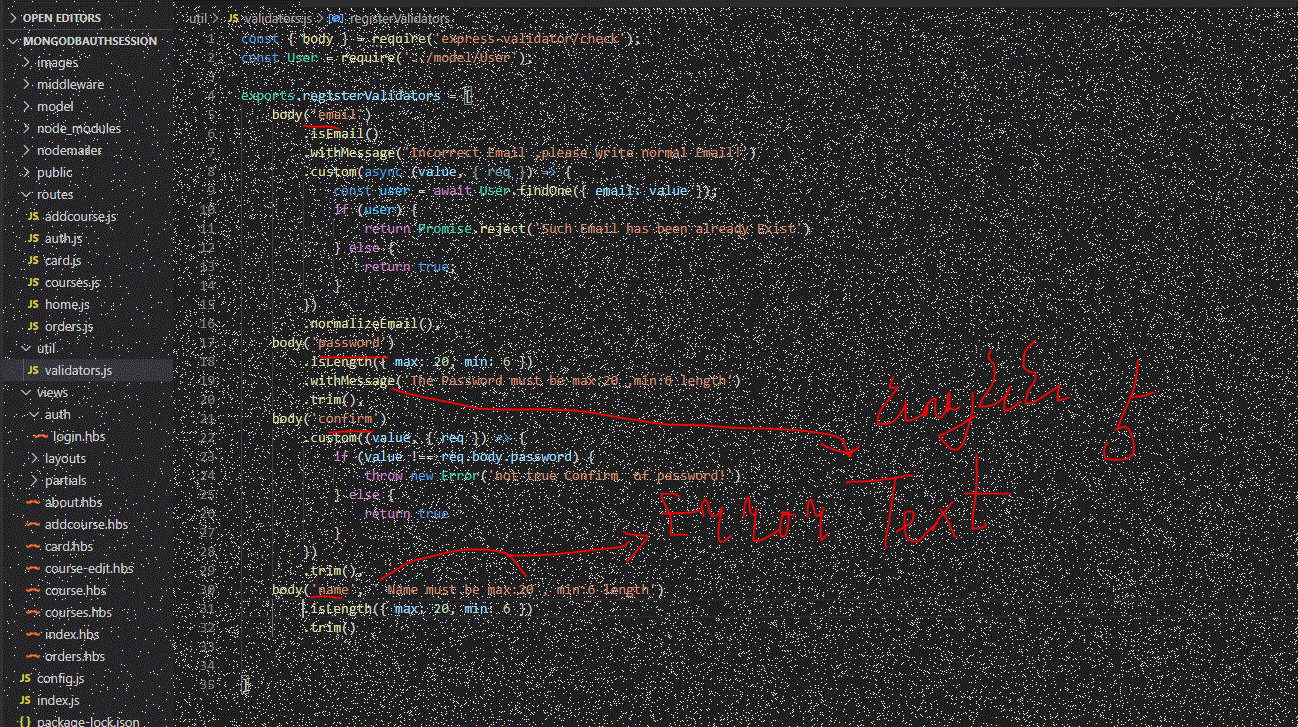 OPEN EDITORS
MONGODBAUTHSESSION
images
middleware
model
node_modules
nodemailer
public
routes
addcourse.js
auth.js
card.js
courses.js
home.js
orders.js
util
validators.js
views
auth
login.hbs
layouts
partials
about.hbs
addcourse.hbs
card.hbs
course-edit.hbs
course.hbs
courses.hbs
index.hbs
orders.hbs
config.js
index.js
package-lock.json
util > JS validators.js > registerValidators
1 const { body } = require('express-validator/check');
2 const User = require('../model/User');
3
4 exports.registerValidators = [
5 body('email')
6 .isEmail()
7 .withMessage('Incorrect Email ,please write normal Email!')
8 .custom(async (value, { req }) => {
9 const user = await User.findOne({ email: value });
10 if (user) {
11 return Promise.reject('Such Email has been already Exist')
12 } else {
13 return true;
14 }
15 })
16 .normalizeEmail(),
17 body('password')
18 .isLength({ max: 20, min: 6 })
19 .withMessage('The Password must be max:20 ,min:6 length')
20 .trim(),
21 body('confirm')
22 .custom((value, { req }) => {
23 if (value !== req.body.password) {
24 throw new Error('not true Confirm of password!')
25 } else {
26 return true
27 }
28 })
29 .trim(),
30 body('name', 'Name must be max:20 , min:6 length')
31 .isLength({ max: 20, min: 6 })
32 .trim()
33
34
35 ]
Error Text